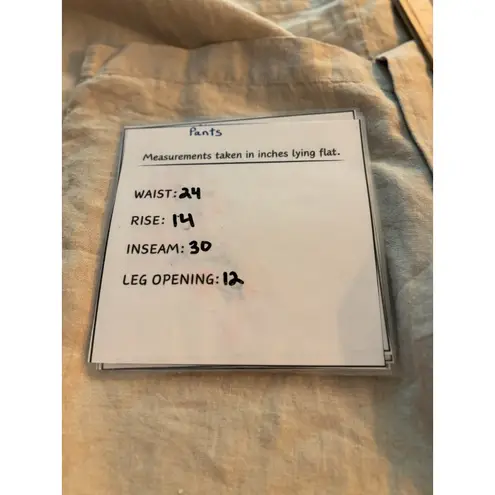 Pants
Measurements taken in inches lying flat.
WAIST: 24
RISE: 14
INSEAM: 30
LEG OPENING: 12